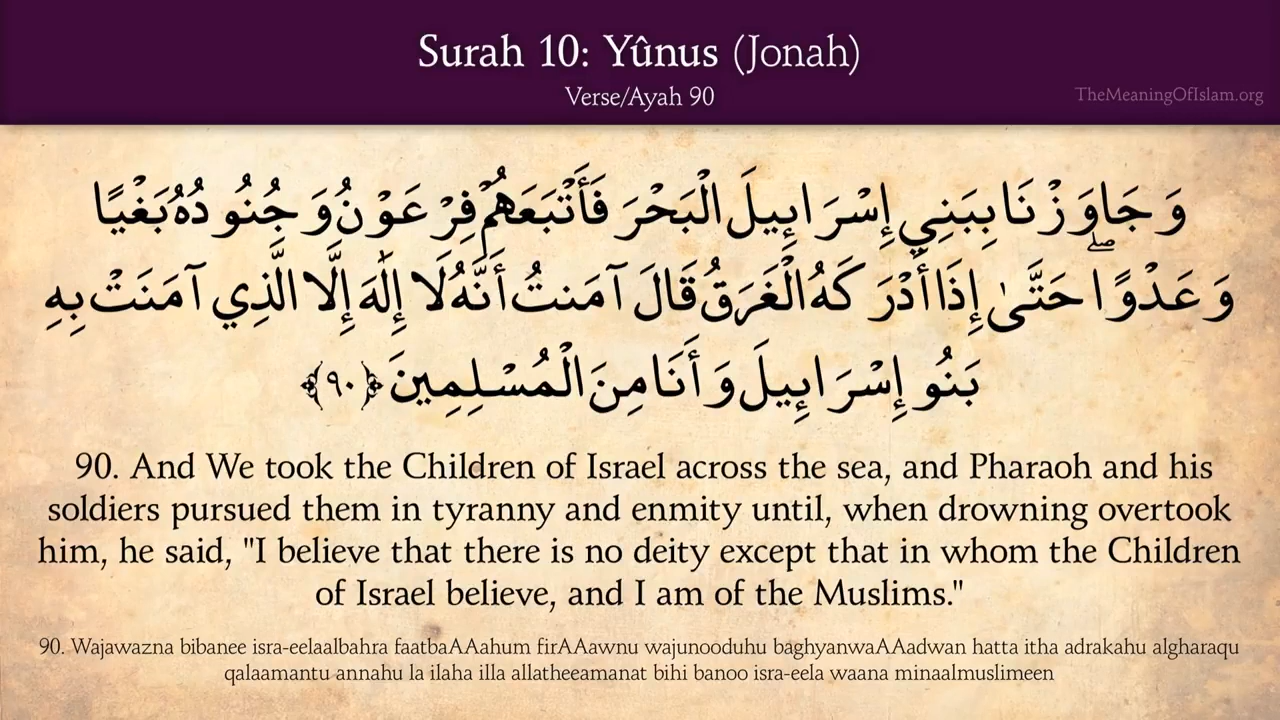 Surah 10: Yûnus (Jonah)
Verse/Ayah 90
TheMeaningOfIslam.org
وَجَاوَزْنَا بِبَنِي إِسْرَائِيلَ الْبَحْرَ فَأَتْبَعَهُمْ فِرْعَوْنُ وَجُنُودُهُ بَغْيًا
وَعَدْوًا ۖ حَتَّىٰ إِذَا أَدْرَكَهُ الْغَرَقُ قَالَ آمَنتُ أَنَّهُ لَا إِلَٰهَ إِلَّا الَّذِي آمَنَتْ بِهِ
بَنُو إِسْرَائِيلَ وَأَنَا مِنَ الْمُسْلِمِينَ ﴿٩٠﴾
90. And We took the Children of Israel across the sea, and Pharaoh and his
soldiers pursued them in tyranny and enmity until, when drowning overtook
him, he said, "I believe that there is no deity except that in whom the Children
of Israel believe, and I am of the Muslims."
90. Wajawazna bibanee isra-eelaalbahra faatbaAAahum firAAawnu wajunooduhu baghyanwaAAadwan hatta itha adrakahu algharaqu
qalaamantu annahu la ilaha illa allatheeamanat bihi banoo isra-eela waana minaalmuslimeen